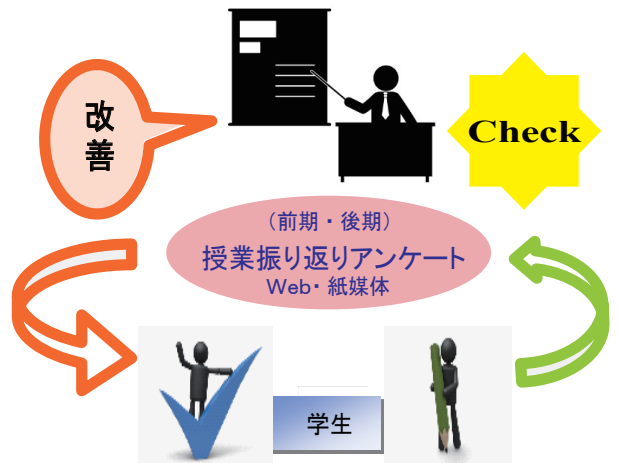 改
善
Check
(前期・後期)
授業振り返りアンケート
Web・紙媒体
学生